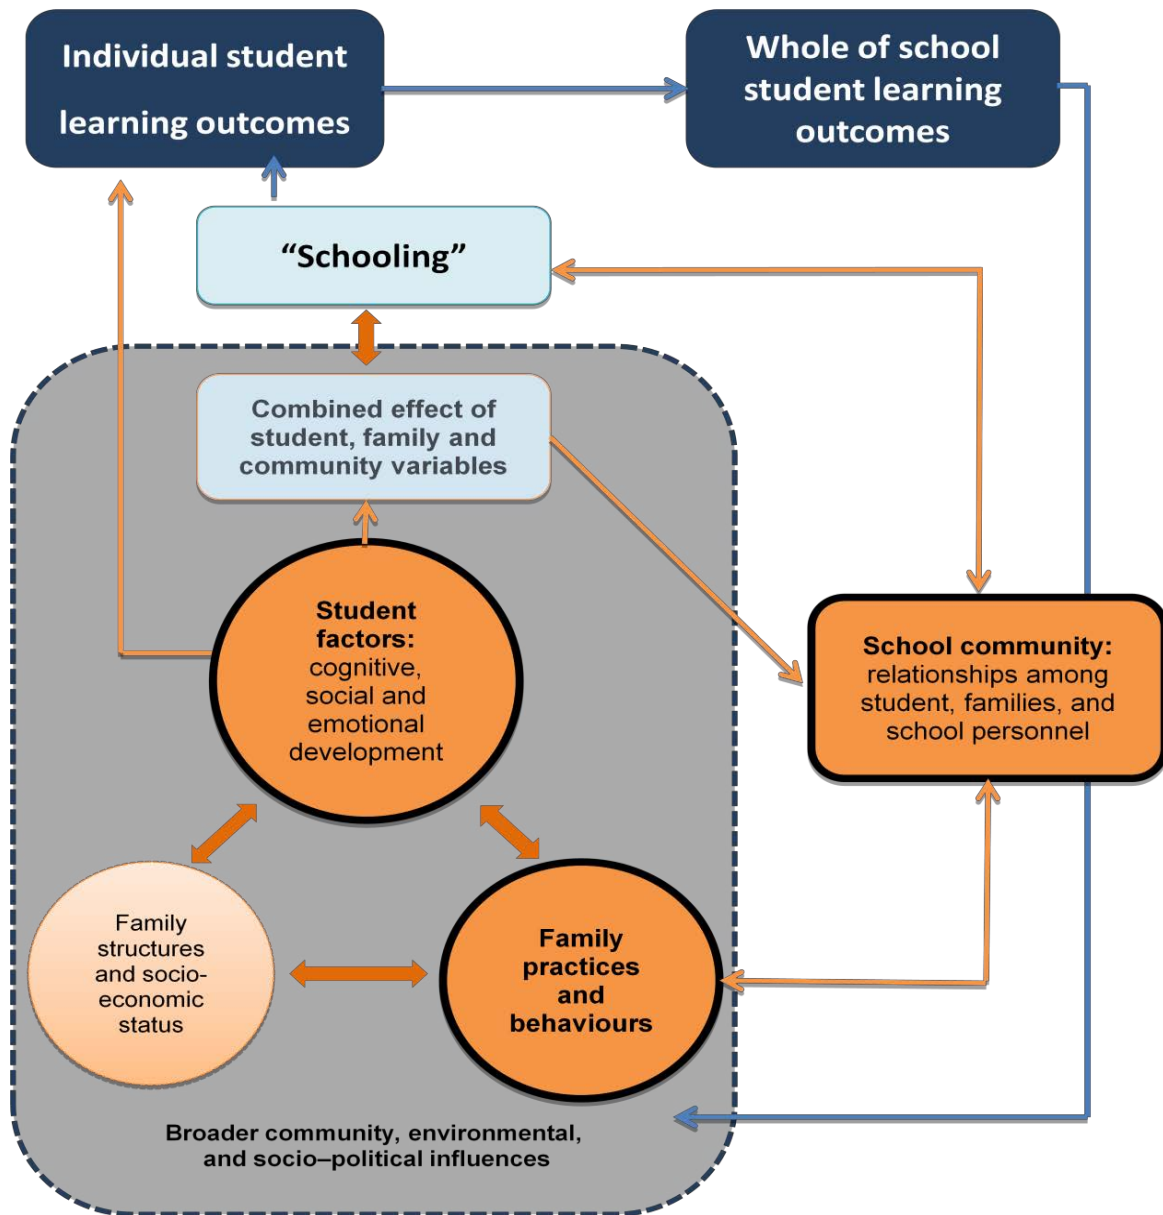 Individual student
learning outcomes
Whole of school
student learning
outcomes
“Schooling”
Combined effect of
student, family and
community variables
Student
factors:
cognitive,
social and
emotional
development
School community:
relationships among
student, families, and
school personnel
Family
structures
and socio-
economic
status
Family
practices
and
behaviours
Broader community, environmental,
and socio–political influences